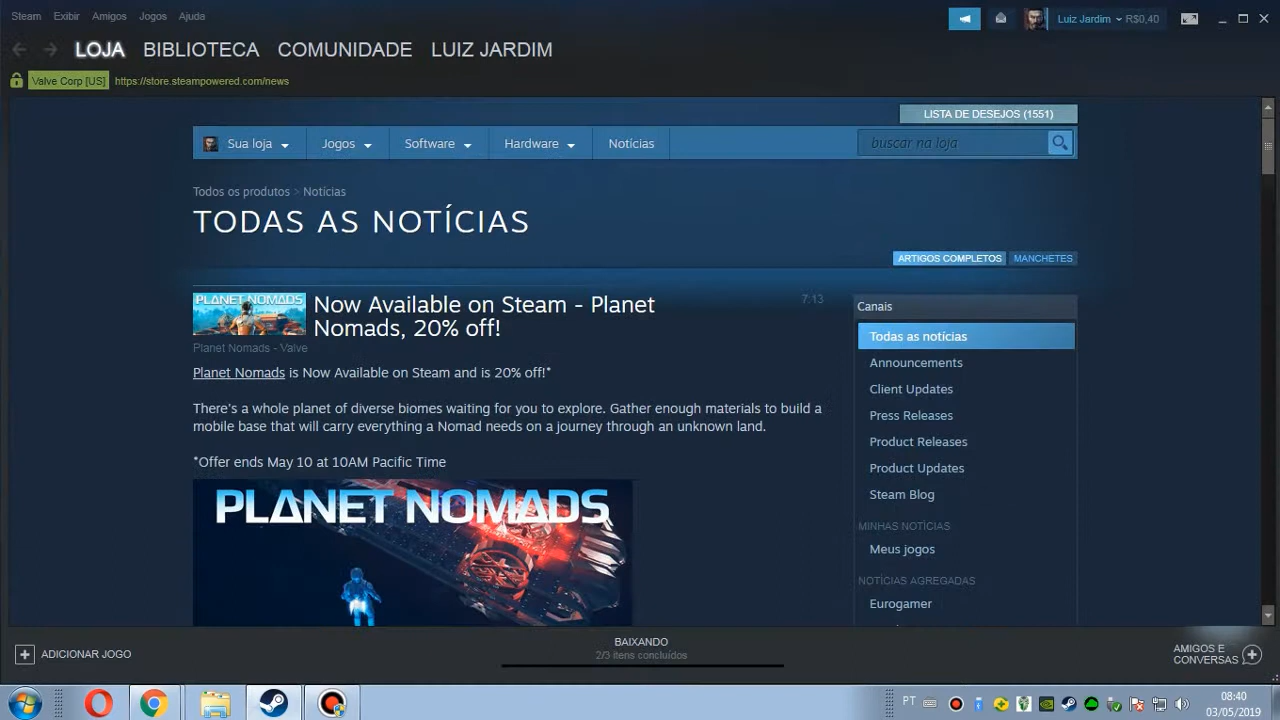 Steam Exibir Amigos Jogos Ajuda
Luiz Jardim R$0,40
LOJA BIBLIOTECA COMUNIDADE LUIZ JARDIM
Valve Corp [US] https://store.steampowered.com/news
LISTA DE DESEJOS (1551)
Sua loja Jogos Software Hardware Notícias buscar na loja
Todos os produtos > Notícias
TODAS AS NOTÍCIAS
ARTIGOS COMPLETOS MANCHETES
PLANET NOMADS
Now Available on Steam - Planet
Nomads, 20% off!
7:13
Planet Nomads - Valve
Planet Nomads is Now Available on Steam and is 20% off!*
There's a whole planet of diverse biomes waiting for you to explore. Gather enough materials to build a
mobile base that will carry everything a Nomad needs on a journey through an unknown land.
*Offer ends May 10 at 10AM Pacific Time
PLANET NOMADS
Canais
Todas as notícias
Announcements
Client Updates
Press Releases
Product Releases
Product Updates
Steam Blog
MINHAS NOTÍCIAS
Meus jogos
NOTÍCIAS AGREGADAS
Eurogamer
ADICIONAR JOGO
BAIXANDO
2/3 itens concluídos
AMIGOS E
CONVERSAS
PT
08:40
03/05/2019